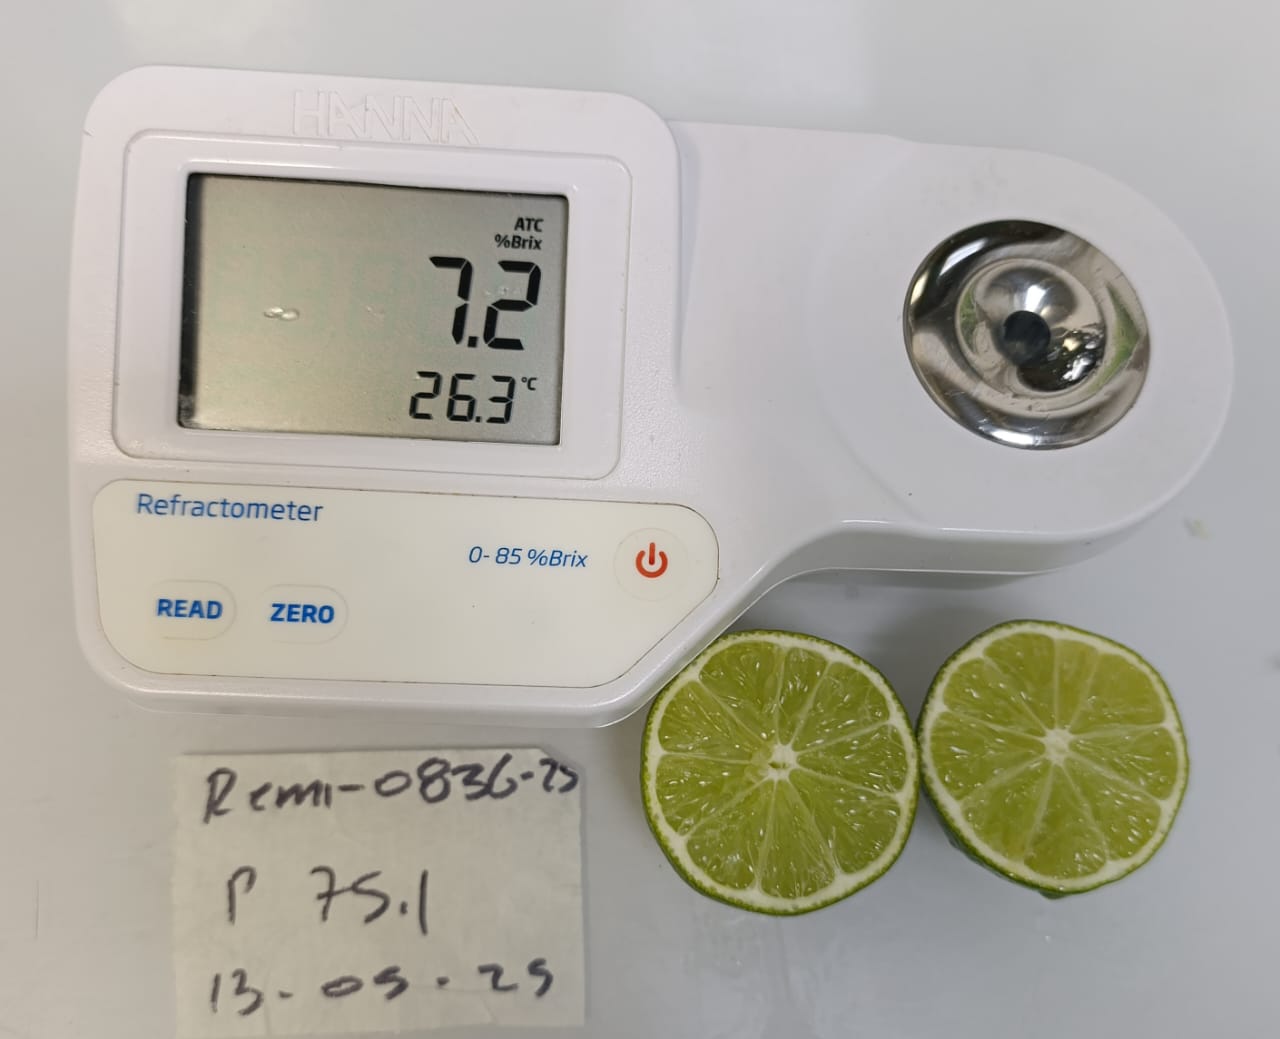 HANNA
ATC
%Brix
7.2
26.3 °C
Refractometer
0- 85 %Brix
READ
ZERO
Remi-0836-25
P 75.1
13-05-25